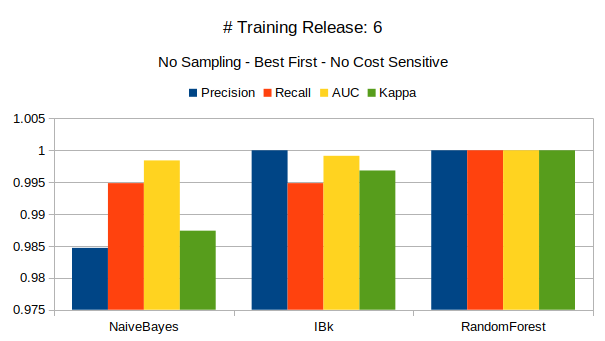 # Training Release: 6
No Sampling - Best First - No Cost Sensitive
Precision Recall AUC Kappa
1.005
1
0.995
0.99
0.985
0.98
0.975
NaiveBayes IBk RandomForest